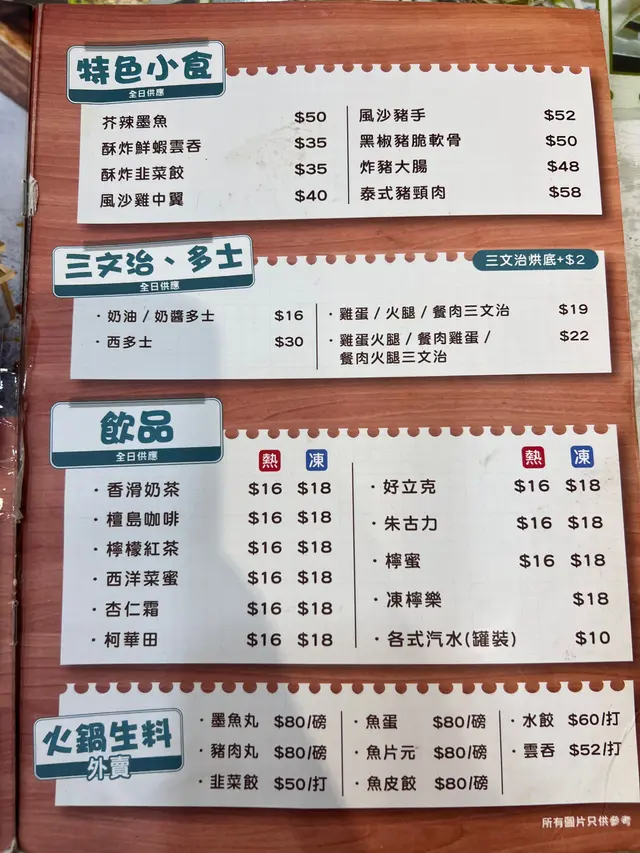 特色小食
全日供應
芥辣墨魚 $50
酥炸鮮蝦雲吞 $35
酥炸韭菜餃 $35
風沙雞中翼 $40
風沙豬手 $52
黑椒豬脆軟骨 $50
炸豬大腸 $48
泰式豬頸肉 $58
三文治、多士
全日供應
三文治烘底+$2
·奶油/奶醬多士 $16
·西多士 $30
·雞蛋/火腿/餐肉三文治 $19
·雞蛋火腿/餐肉雞蛋/ $22
餐肉火腿三文治
飲品
全日供應
熱 凍
·香滑奶茶 $16 $18
·檀島咖啡 $16 $18
·檸檬紅茶 $16 $18
·西洋菜蜜 $16 $18
·杏仁霜 $16 $18
·柯華田 $16 $18
熱 凍
·好立克 $16 $18
·朱古力 $16 $18
·檸蜜 $16 $18
·凍檸樂 $18
·各式汽水(罐裝) $10
火鍋生料
外賣
·墨魚丸 $80/磅
·豬肉丸 $80/磅
·韭菜餃 $50/打
·魚蛋 $80/磅
·魚片元 $80/磅
·魚皮餃 $80/磅
·水餃 $60/打
·雲吞 $52/打
所有圖片只供參考